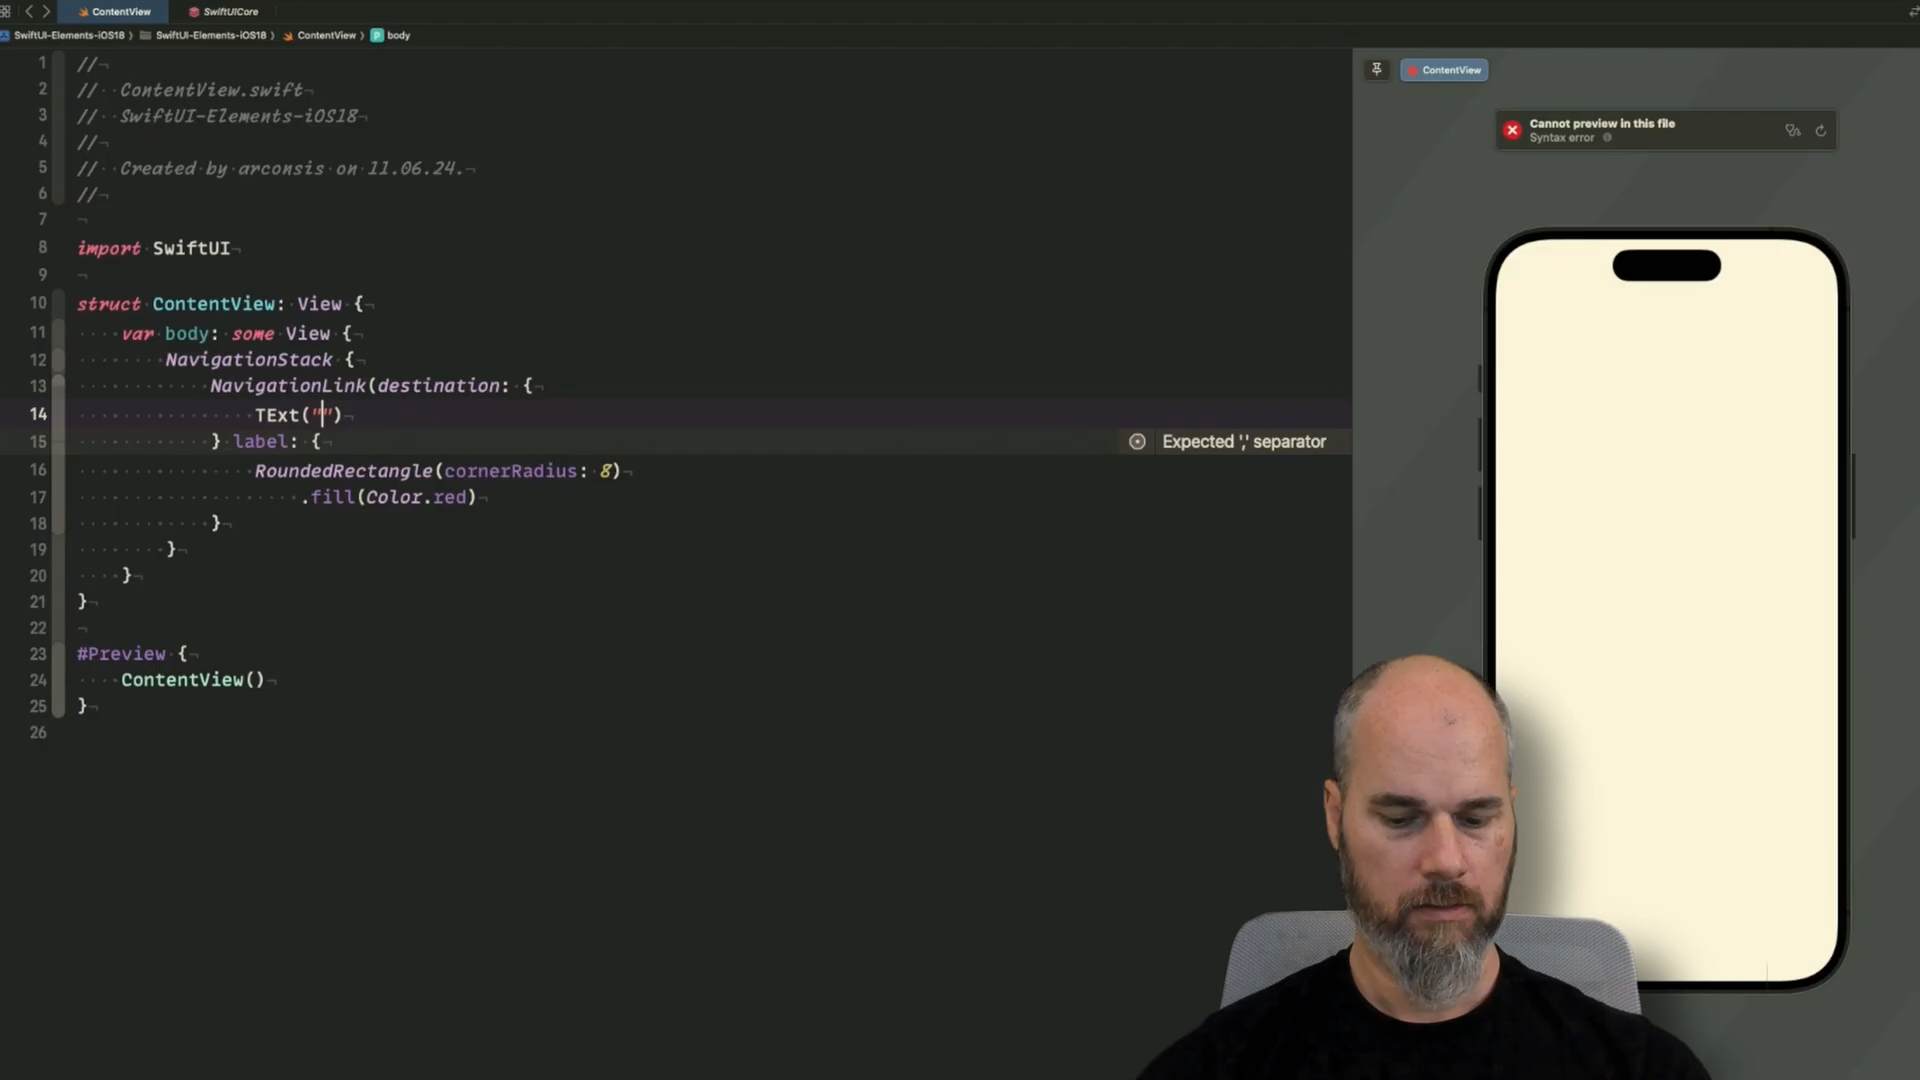 ContentView SwiftUICore
SwiftUI-Elements-iOS18 SwiftUI-Elements-iOS18 ContentView body
1 //
2 // ContentView.swift
3 // SwiftUI-Elements-iOS18
4 //
5 // Created by arconsis on 11.06.24.
6 //
7
8 import SwiftUI
9
10 struct ContentView: View {
11 var body: some View {
12 NavigationStack {
13 NavigationLink(destination: {
14 TExt("")
15 } label: { Expected ',' separator
16 RoundedRectangle(cornerRadius: 8)
17 .fill(Color.red)
18 }
19 }
20 }
21 }
22
23 #Preview {
24 ContentView()
25 }
26
ContentView
Cannot preview in this file
Syntax error